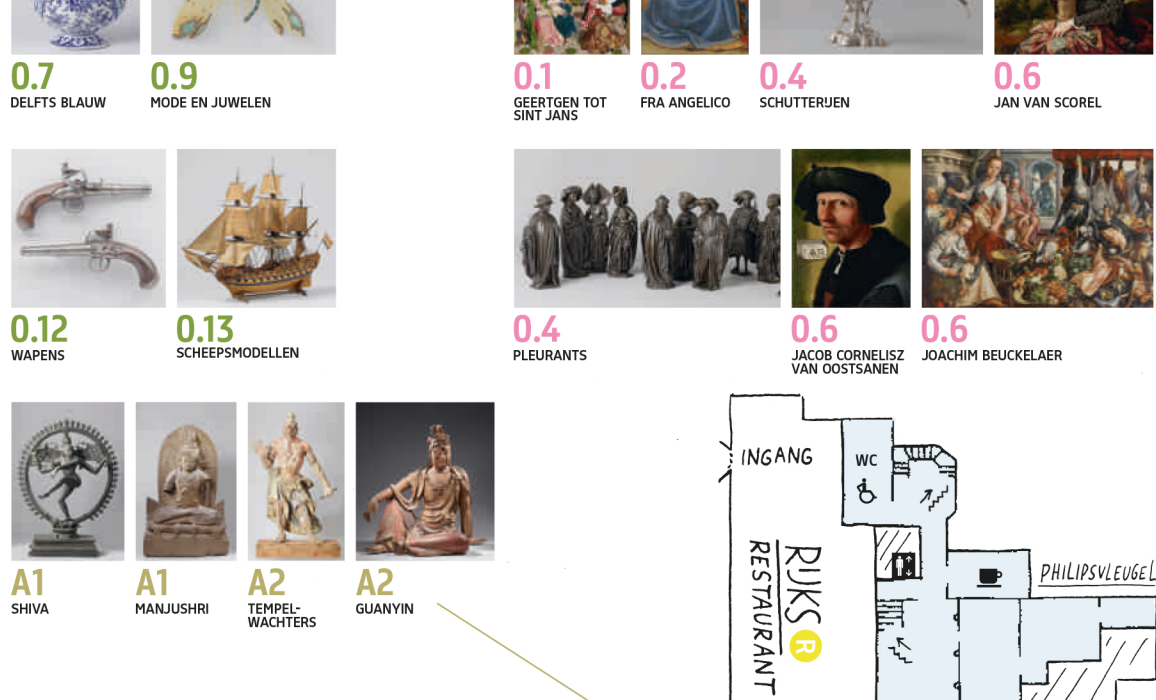 0.7
DELFTS BLAUW
0.9
MODE EN JUWELEN
0.1
GEERTGEN TOT
SINT JANS
0.2
FRA ANGELICO
0.4
SCHUTTERIJEN
0.6
JAN VAN SCOREL
0.12
WAPENS
0.13
SCHEEPSMODELLEN
0.4
PLEURANTS
0.6
JACOB CORNELISZ
VAN OOSTSANEN
0.6
JOACHIM BEUCKELAER
A1
SHIVA
A1
MANJUSHRI
A2
TEMPEL-
WACHTERS
A2
GUANYIN
INGANG
WC
RIJKS R
RESTAURANT
PHILIPSVLEUGEL